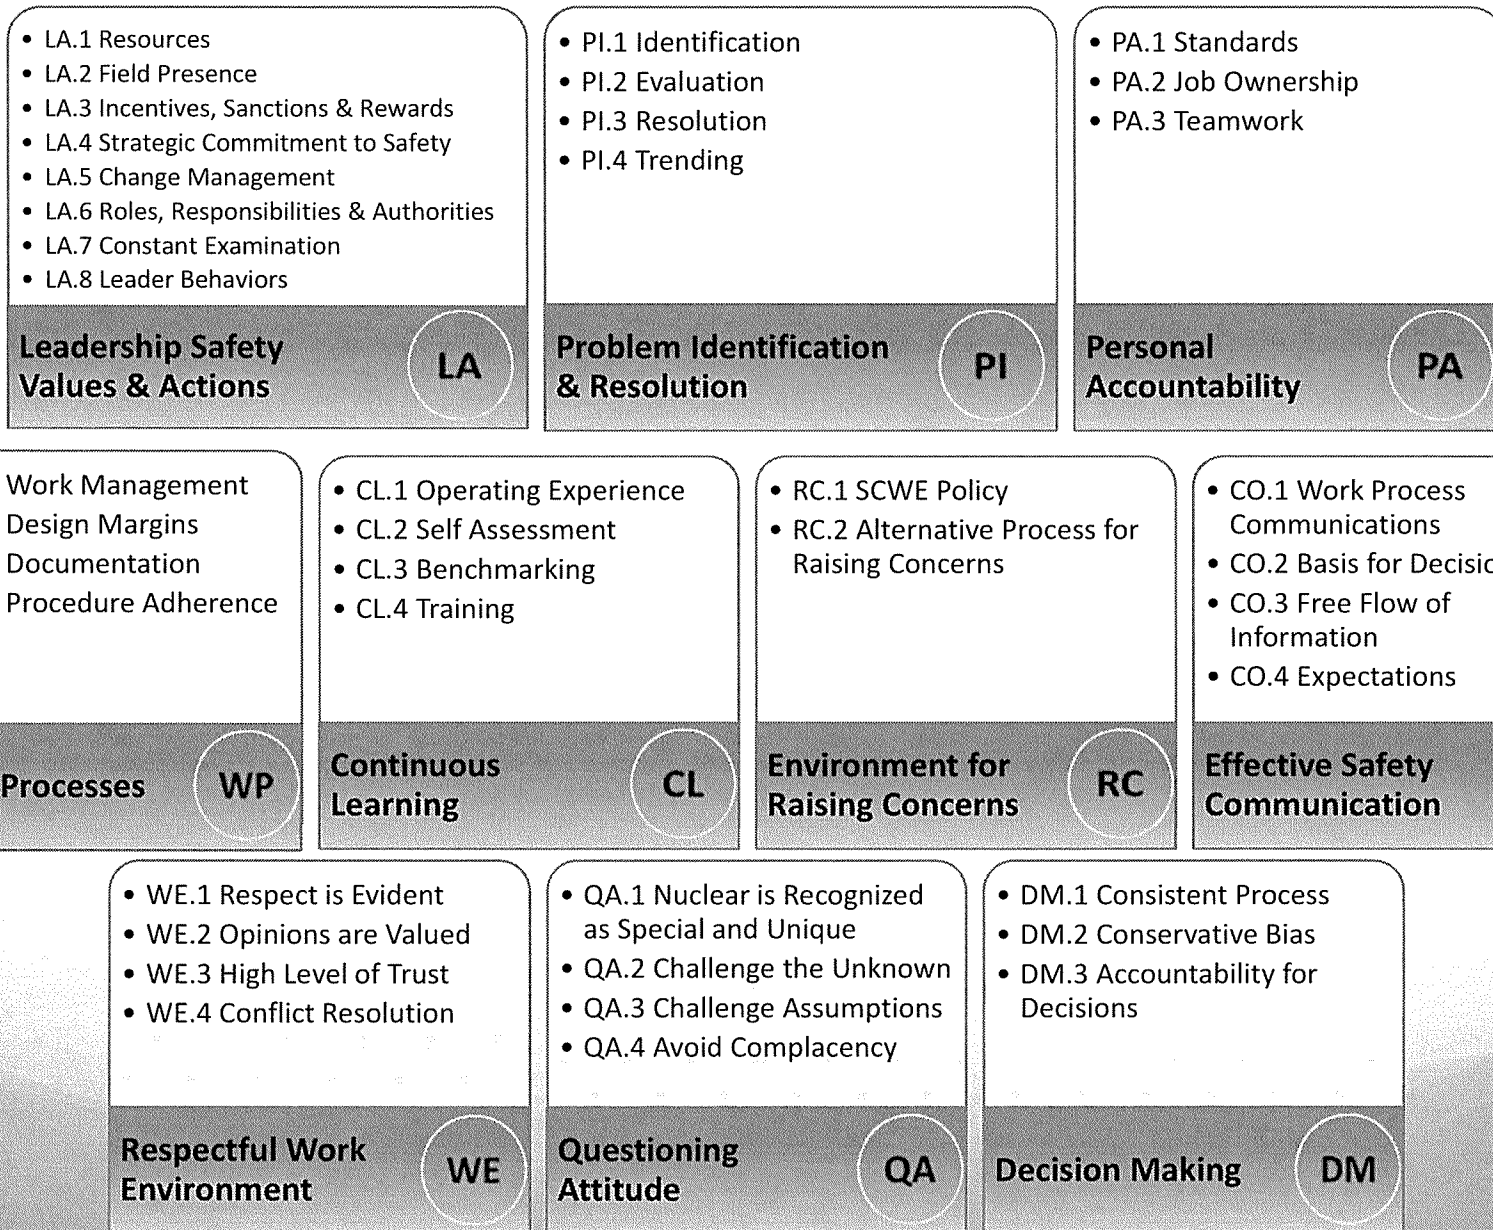 • LA.1 Resources
• LA.2 Field Presence
• LA.3 Incentives, Sanctions & Rewards
• LA.4 Strategic Commitment to Safety
• LA.5 Change Management
• LA.6 Roles, Responsibilities & Authorities
• LA.7 Constant Examination
• LA.8 Leader Behaviors
Leadership Safety
Values & Actions
LA
• PI.1 Identification
• PI.2 Evaluation
• PI.3 Resolution
• PI.4 Trending
Problem Identification
& Resolution
PI
• PA.1 Standards
• PA.2 Job Ownership
• PA.3 Teamwork
Personal
Accountability
PA
Work Management
Design Margins
Documentation
Procedure Adherence
Processes
WP
• CL.1 Operating Experience
• CL.2 Self Assessment
• CL.3 Benchmarking
• CL.4 Training
Continuous
Learning
CL
• RC.1 SCWE Policy
• RC.2 Alternative Process for
Raising Concerns
Environment for
Raising Concerns
RC
• CO.1 Work Process
Communications
• CO.2 Basis for Decisio
• CO.3 Free Flow of
Information
• CO.4 Expectations
Effective Safety
Communication
• WE.1 Respect is Evident
• WE.2 Opinions are Valued
• WE.3 High Level of Trust
• WE.4 Conflict Resolution
Respectful Work
Environment
WE
• QA.1 Nuclear is Recognized
as Special and Unique
• QA.2 Challenge the Unknown
• QA.3 Challenge Assumptions
• QA.4 Avoid Complacency
Questioning
Attitude
QA
• DM.1 Consistent Process
• DM.2 Conservative Bias
• DM.3 Accountability for
Decisions
Decision Making
DM